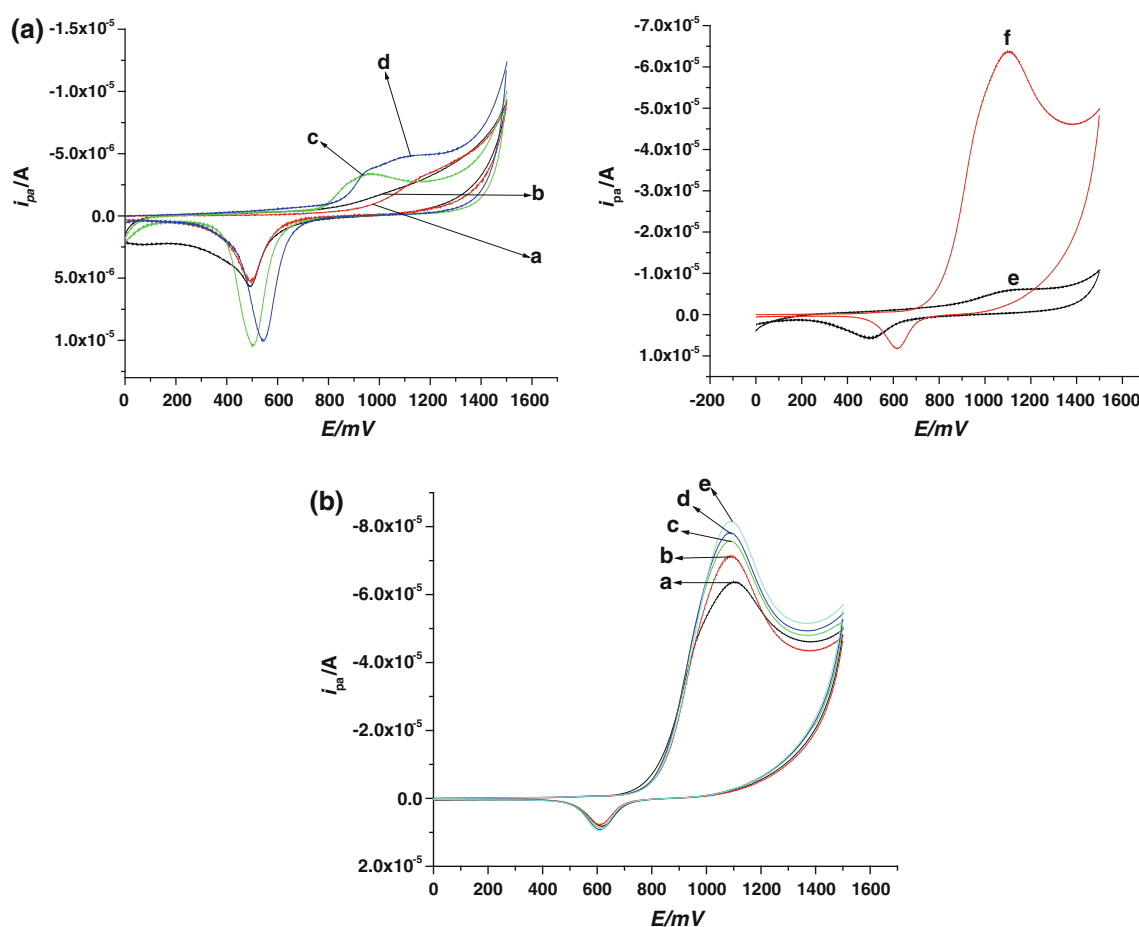 (a)
-1.5x10⁻⁵
-1.0x10⁻⁵
-5.0x10⁻⁶
0.0
5.0x10⁻⁶
1.0x10⁻⁵
iₚₐ/A
d
c
b
a
0 200 400 600 800 1000 1200 1400 1600
E/mV
-7.0x10⁻⁵
-6.0x10⁻⁵
-5.0x10⁻⁵
-4.0x10⁻⁵
-3.0x10⁻⁵
-2.0x10⁻⁵
-1.0x10⁻⁵
0.0
1.0x10⁻⁵
iₚₐ/A
f
e
-200 0 200 400 600 800 1000 1200 1400 1600
E/mV
(b)
-8.0x10⁻⁵
-6.0x10⁻⁵
-4.0x10⁻⁵
-2.0x10⁻⁵
0.0
2.0x10⁻⁵
iₚₐ/A
e
d
c
b
a
0 200 400 600 800 1000 1200 1400 1600
E/mV